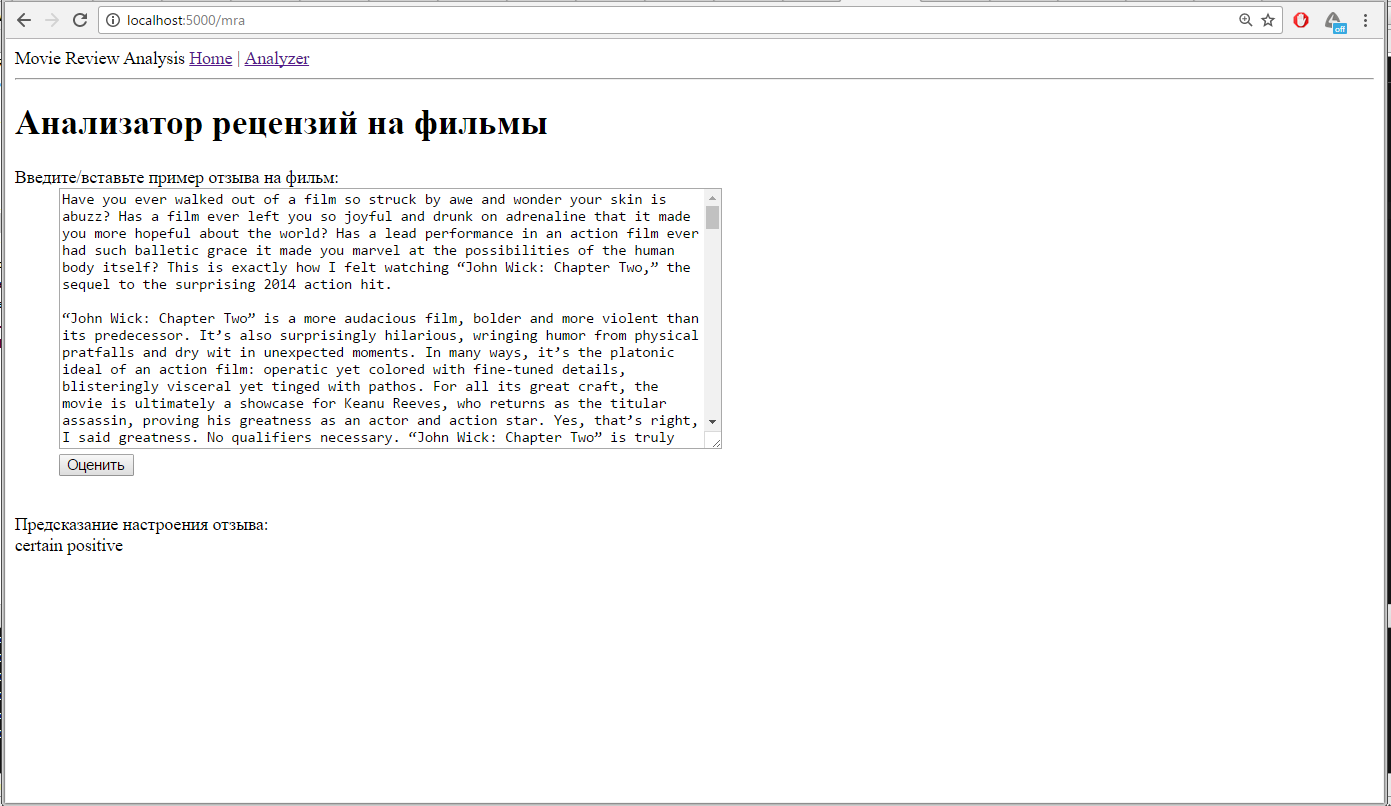 localhost:5000/mra
off
Movie Review Analysis Home | Analyzer
Анализатор рецензий на фильмы
Введите/вставьте пример отзыва на фильм:
Have you ever walked out of a film so struck by awe and wonder your skin is
abuzz? Has a film ever left you so joyful and drunk on adrenaline that it made
you more hopeful about the world? Has a lead performance in an action film ever
had such balletic grace it made you marvel at the possibilities of the human
body itself? This is exactly how I felt watching “John Wick: Chapter Two,” the
sequel to the surprising 2014 action hit.
“John Wick: Chapter Two” is a more audacious film, bolder and more violent than
its predecessor. It’s also surprisingly hilarious, wringing humor from physical
pratfalls and dry wit in unexpected moments. In many ways, it’s the platonic
ideal of an action film: operatic yet colored with fine-tuned details,
blisteringly visceral yet tinged with pathos. For all its great craft, the
movie is ultimately a showcase for Keanu Reeves, who returns as the titular
assassin, proving his greatness as an actor and action star. Yes, that’s right,
I said greatness. No qualifiers necessary. “John Wick: Chapter Two” is truly
Оценить
Предсказание настроения отзыва:
certain positive